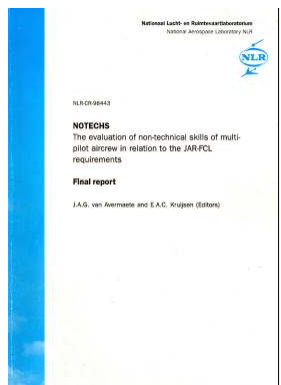 Nationaal Lucht- en Ruimtevaartlaboratorium
National Aerospace Laboratory NLR
NLR
NLR-CR-98443
NOTECHS
The evaluation of non-technical skills of multi-
pilot aircrew in relation to the JAR-FCL
requirements
Final report
J.A.G. van Avermaete and E.A.C. Kruijsen (Editors)